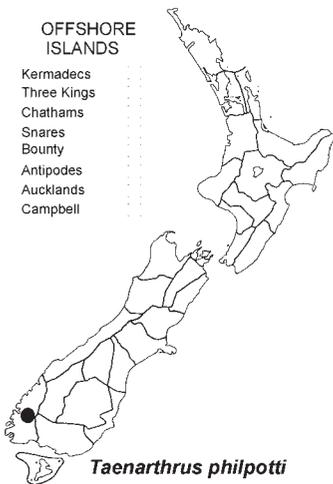 OFFSHORE
ISLANDS
Kermadecs
Three Kings
Chathams
Snares
Bounty
Antipodes
Aucklands
Campbell
Taenarthrus philpotti